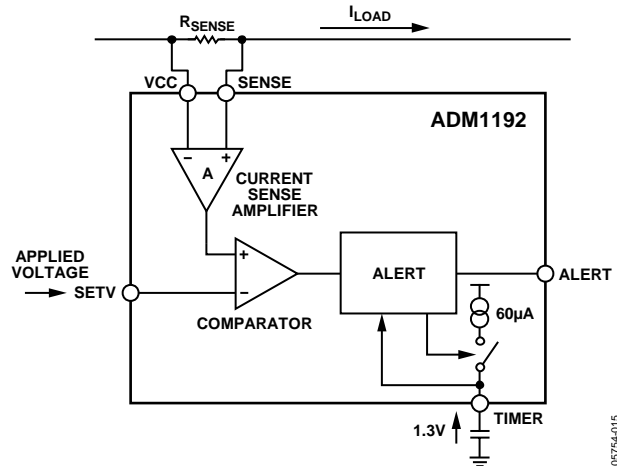 RSENSE
ILOAD
VCC
SENSE
ADM1192
−
+
A
CURRENT
SENSE
AMPLIFIER
APPLIED
VOLTAGE
SETV
+
−
COMPARATOR
ALERT
ALERT
60µA
TIMER
1.3V
05754-015